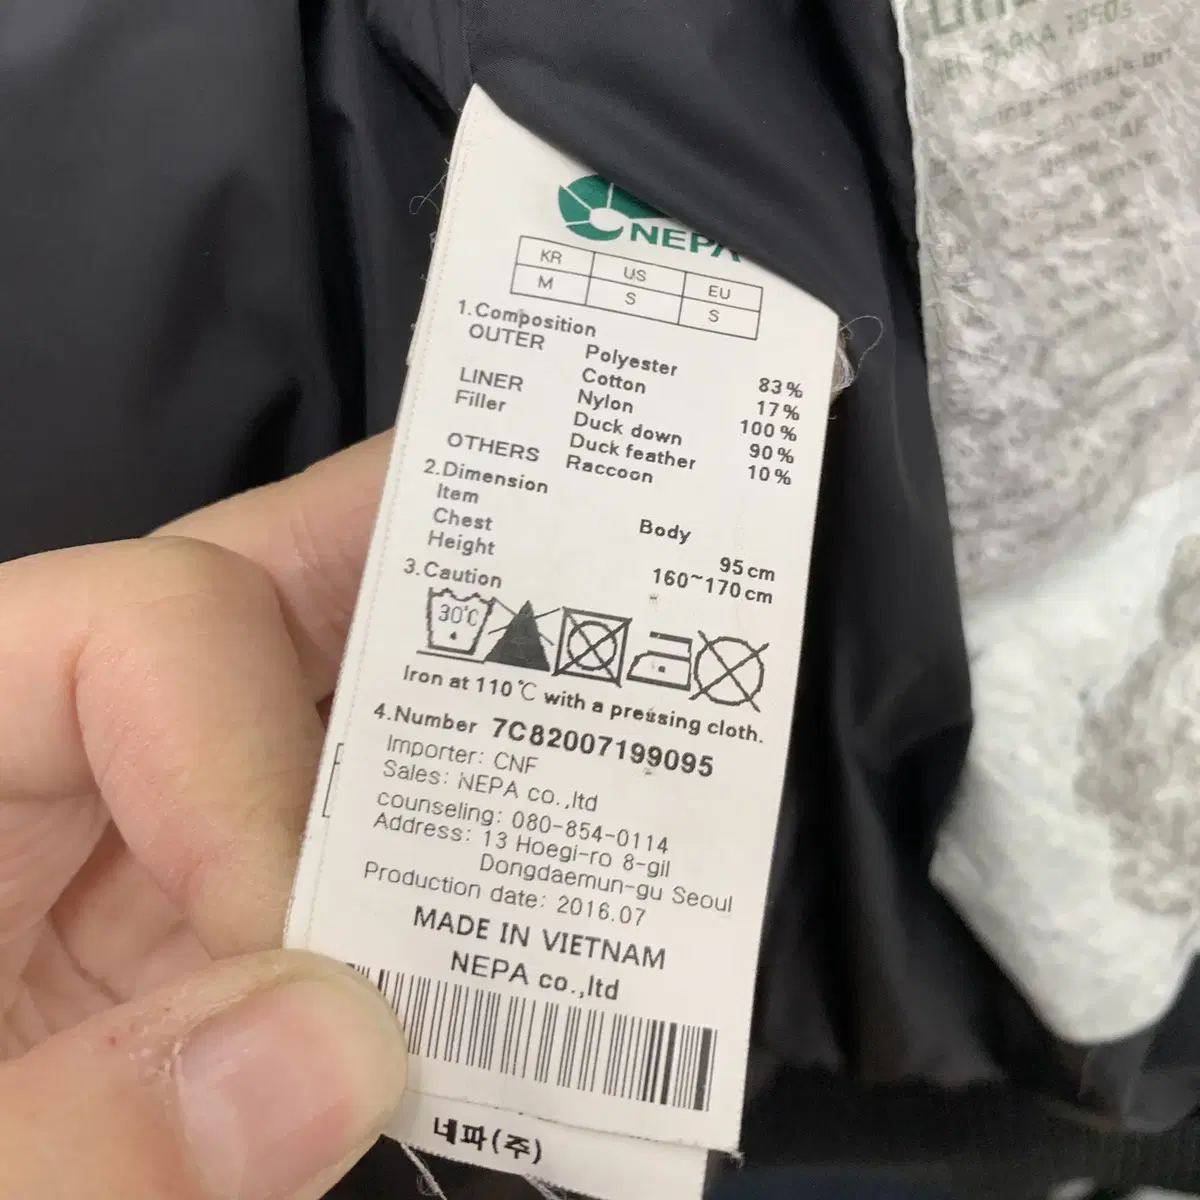 NEPA
KR US EU
M S S
1.Composition
OUTER Polyester 83%
Cotton 17%
LINER Nylon 100%
Filler Duck down 90%
Duck feather 10%
OTHERS Raccoon
2.Dimension
Item Body
Chest 95cm
Height 160~170cm
3.Caution
30℃
Iron at 110℃ with a pressing cloth.
4.Number 7C82007199095
Importer: CNF
Sales: NEPA co.,ltd
counseling: 080-854-0114
Address: 13 Hoegi-ro 8-gil
Dongdaemun-gu Seoul
Production date: 2016.07
MADE IN VIETNAM
NEPA co.,ltd
네파(주)